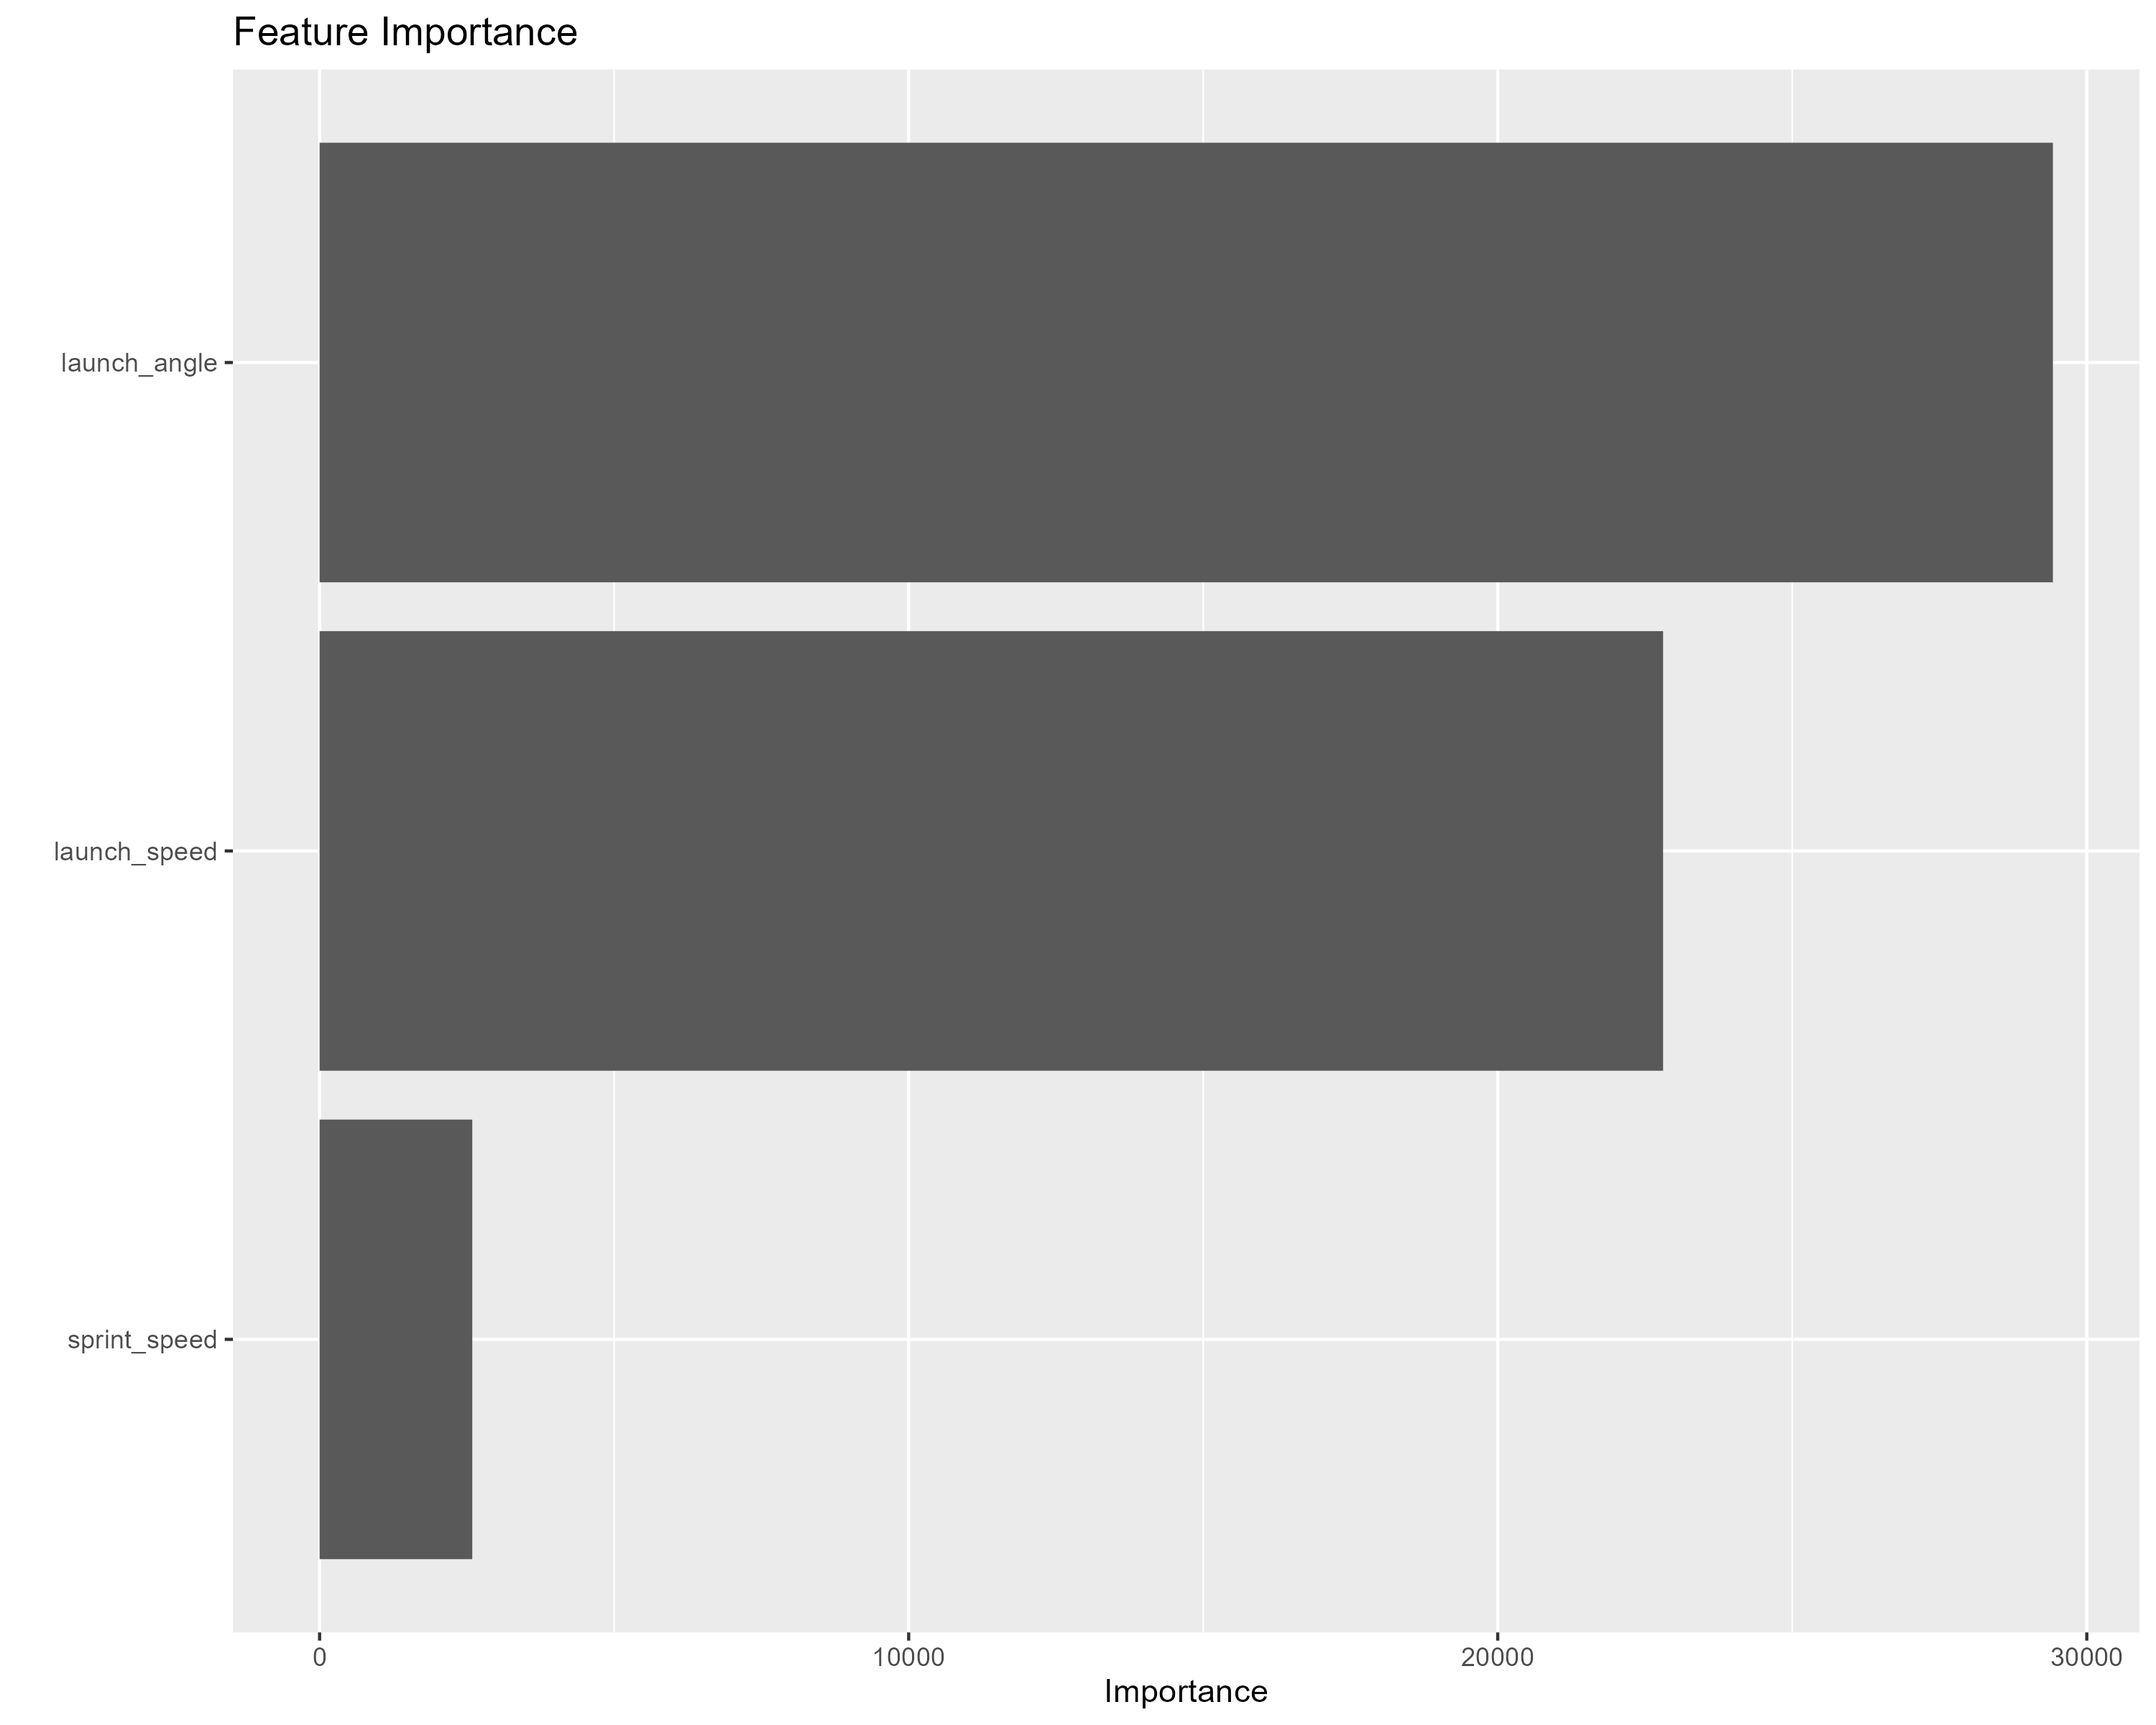 Feature Importance
launch_angle
launch_speed
sprint_speed
0 10000 20000 30000
Importance